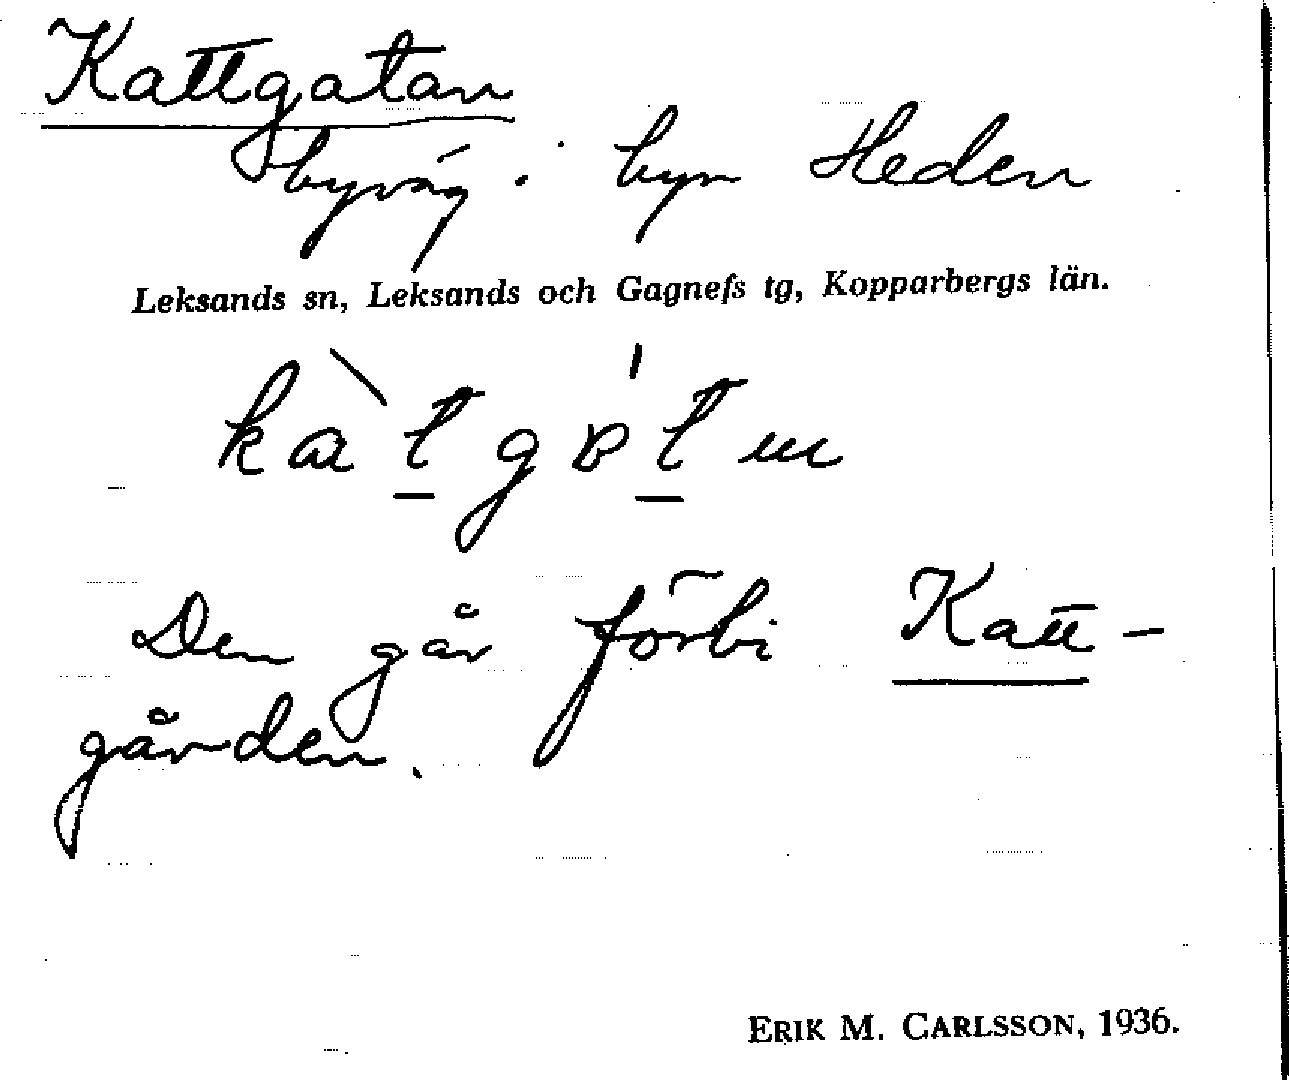 Kattgatan
byväg i byn Heden
Leksands sn, Leksands och Gagnefs tg, Kopparbergs län.
Den går förbi Katt-
gården.
ERIK M. CARLSSON, 1936.